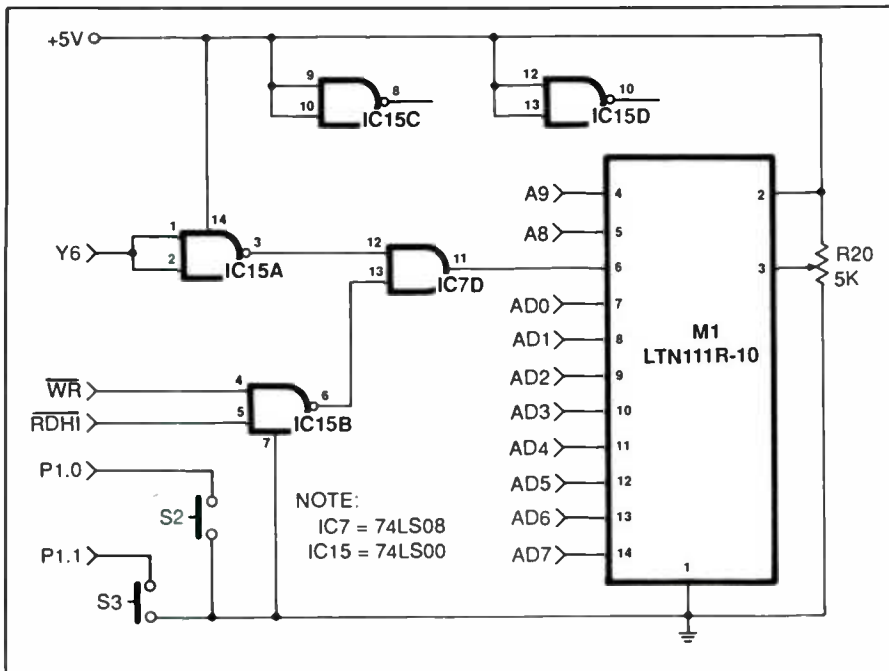 +5V
9
10
8
IC15C
12
13
10
IC15D
A9
4
2
A8
5
Y6
1
2
14
3
IC15A
12
13
11
IC7D
6
3
R20
5K
AD0
7
AD1
8
M1
LTN111R-10
AD2
9
WR
4
RDHI
5
6
7
IC15B
AD3
10
AD4
11
P1.0
S2
AD5
12
NOTE:
IC7 = 74LS08
IC15 = 74LS00
AD6
13
P1.1
AD7
14
S3
1